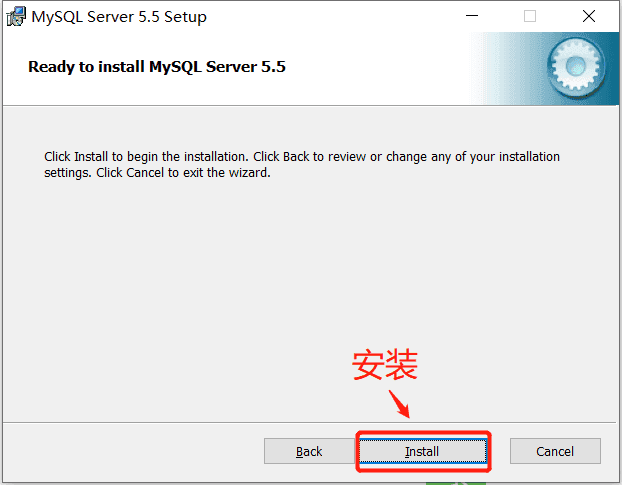 MySQL Server 5.5 Setup
Ready to install MySQL Server 5.5
Click Install to begin the installation. Click Back to review or change any of your installation
settings. Click Cancel to exit the wizard.
安装
Back
Install
Cancel